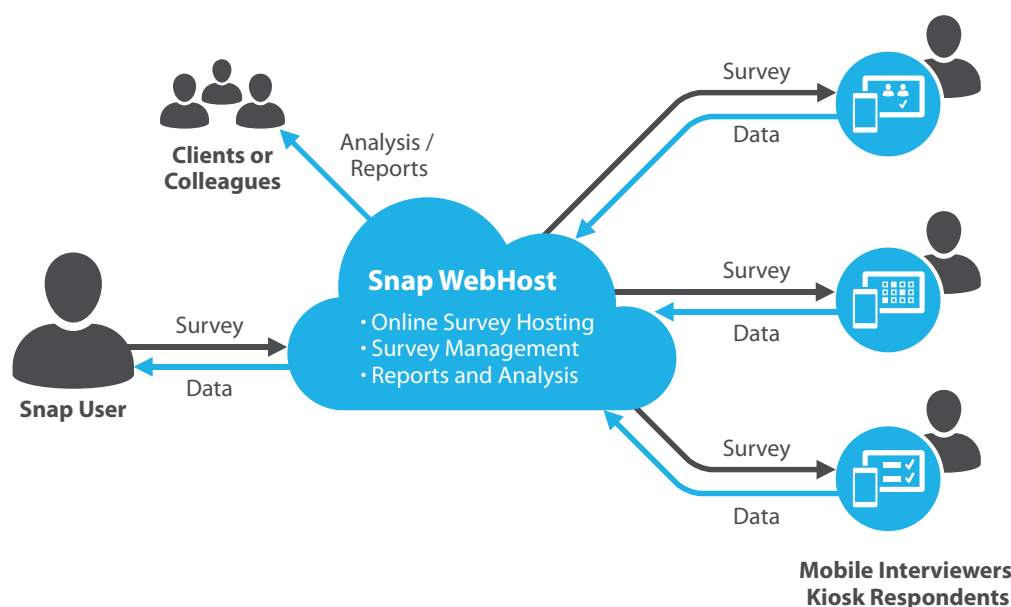 Survey
Data
Analysis /
Reports
Clients or
Colleagues
Snap WebHost
• Online Survey Hosting
• Survey Management
• Reports and Analysis
Survey
Data
Survey
Data
Snap User
Survey
Data
Mobile Interviewers
Kiosk Respondents